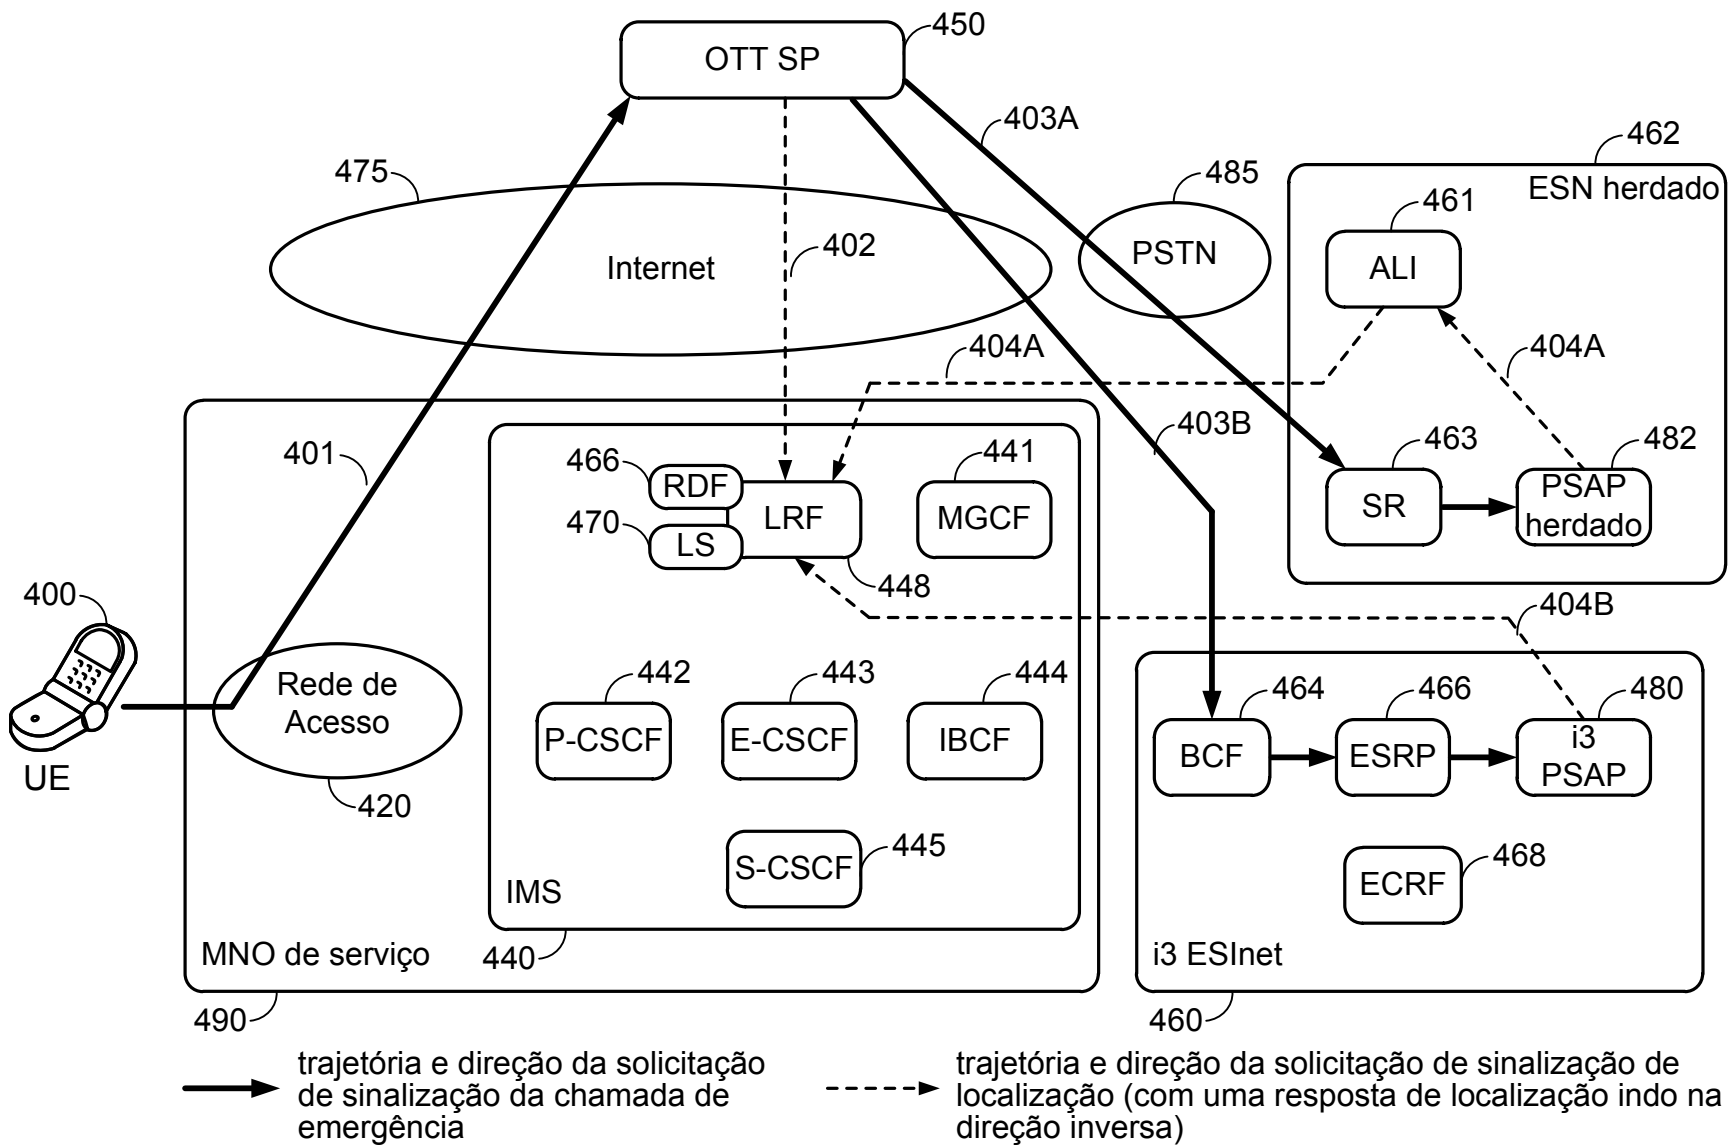 450
OTT SP
403A
475
485
462
ESN herdado
461
402
Internet
PSTN
ALI
404A
404A
401
403B
466
RDF
441
463
482
470
LS
LRF
MGCF
SR
PSAP
herdado
448
400
404B
Rede de
Acesso
442
443
444
464
466
480
P-CSCF
E-CSCF
IBCF
BCF
ESRP
i3
PSAP
UE
420
S-CSCF
445
468
ECRF
IMS
MNO de serviço
440
i3 ESInet
490
460
trajetória e direção da solicitação
de sinalização da chamada de
emergência
trajetória e direção da solicitação de sinalização de
localização (com uma resposta de localização indo na
direção inversa)